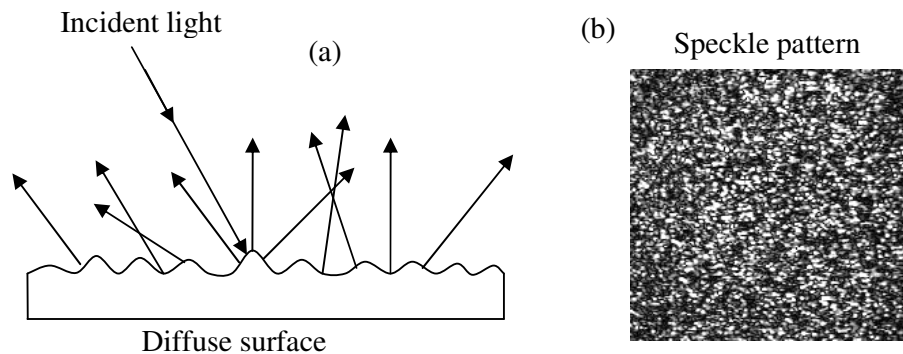 Incident light
(a)
(b)
Speckle pattern
Diffuse surface